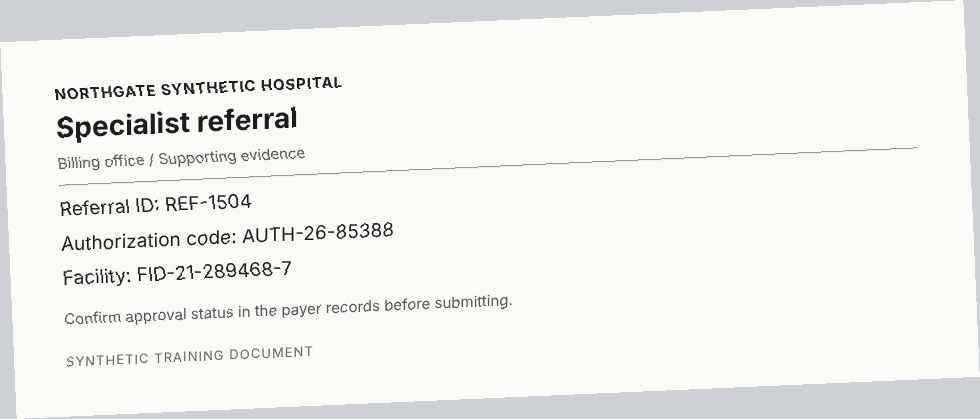 NORTHGATE SYNTHETIC HOSPITAL
Specialist referral
Billing office / Supporting evidence
Referral ID: REF-1504
Authorization code: AUTH-26-85388
Facility: FID-21-289468-7
Confirm approval status in the payer records before submitting.
SYNTHETIC TRAINING DOCUMENT